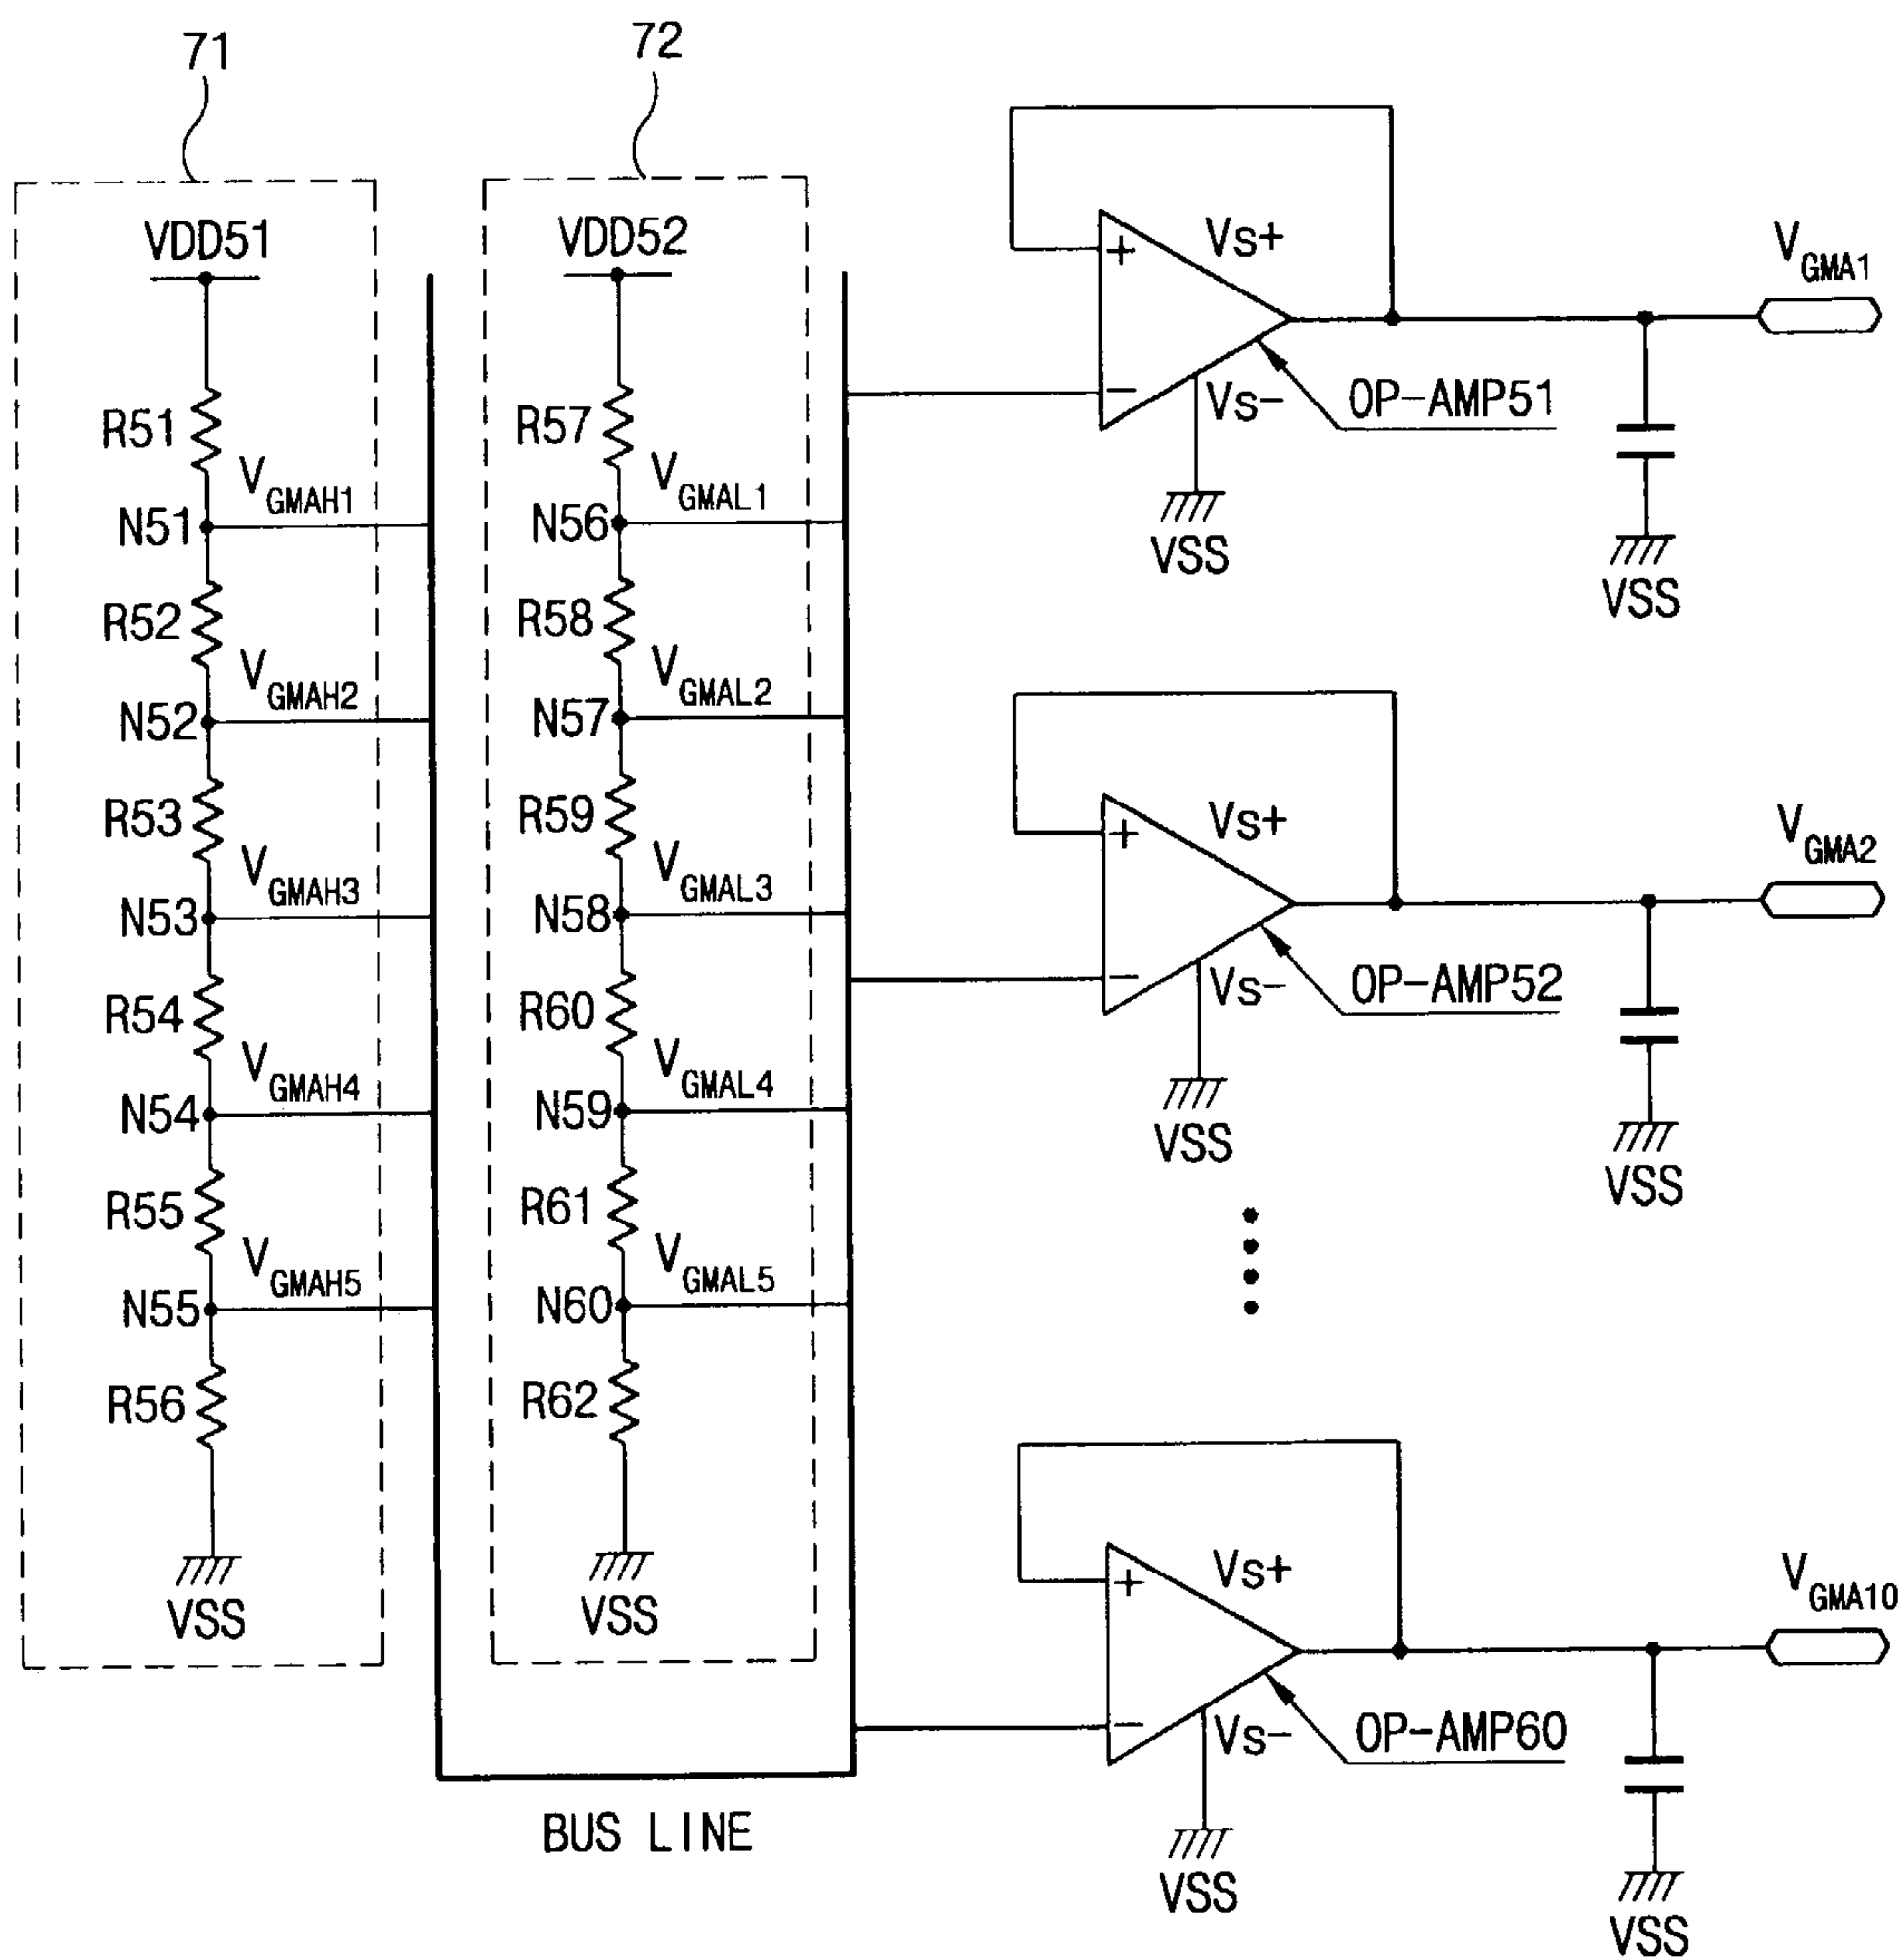 71
72
VDD51
R51
VGMAH1
N51
R52
VGMAH2
N52
R53
VGMAH3
N53
R54
VGMAH4
N54
R55
VGMAH5
N55
R56
VSS
VDD52
R57
VGMAL1
N56
R58
VGMAL2
N57
R59
VGMAL3
N58
R60
VGMAL4
N59
R61
VGMAL5
N60
R62
VSS
BUS LINE
+
Vs+
−
Vs−
OP-AMP51
VSS
VSS
VGMA1
+
Vs+
−
Vs−
OP-AMP52
VSS
VSS
VGMA2
+
Vs+
−
Vs−
OP-AMP60
VSS
VSS
VGMA10